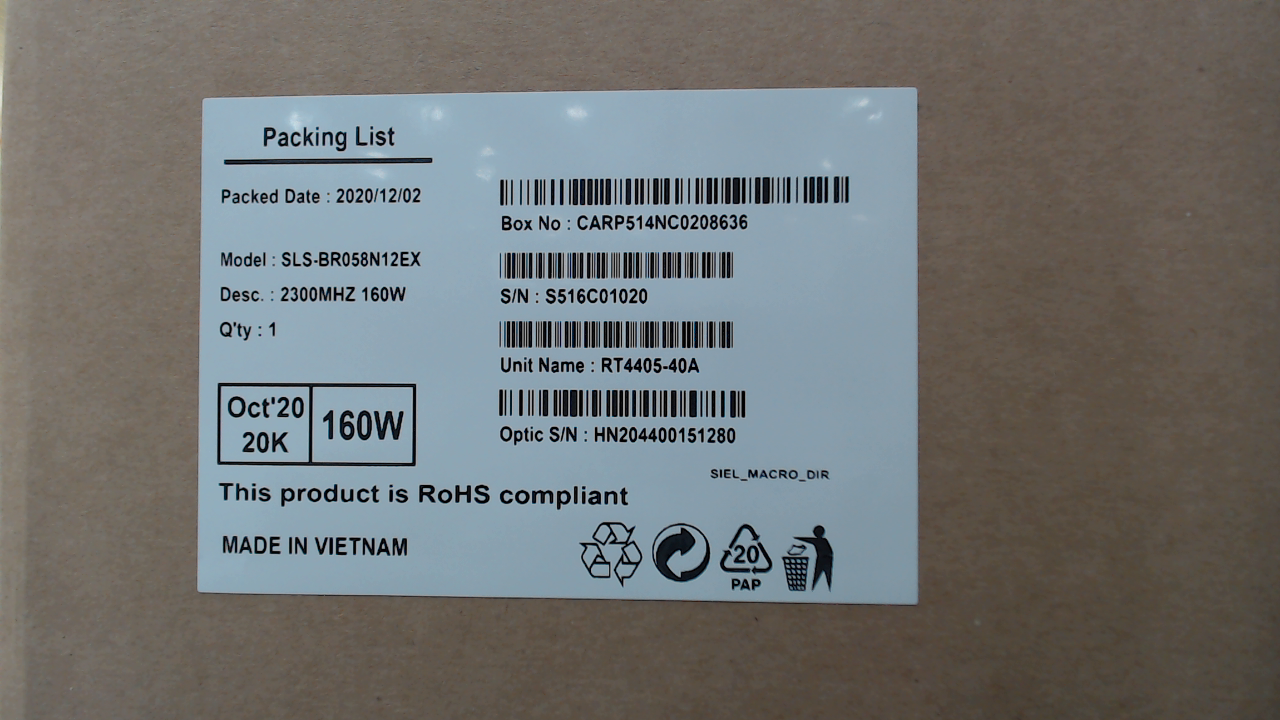 Packing List
Packed Date : 2020/12/02
Box No : CARP514NC0208636
Model : SLS-BR058N12EX
Desc. : 2300MHZ 160W
S/N : S516C01020
Q'ty : 1
Unit Name : RT4405-40A
Oct'20
20K
160W
Optic S/N : HN204400151280
SIEL_MACRO_DIR
This product is RoHS compliant
MADE IN VIETNAM
20
PAP